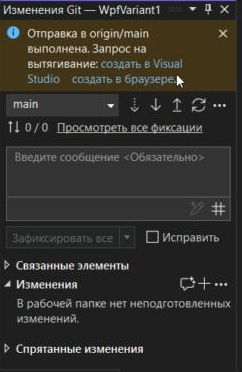 Изменения Git — WpfVariant1
Отправка в origin/main
выполнена. Запрос на
вытягивание: создать в Visual
Studio создать в браузере.
main
0 / 0 Просмотреть все фиксации
Введите сообщение <Обязательно>
#
Зафиксировать все Исправить
Связанные элементы
Изменения
В рабочей папке нет неподготовленных
изменений.
Спрятанные изменения